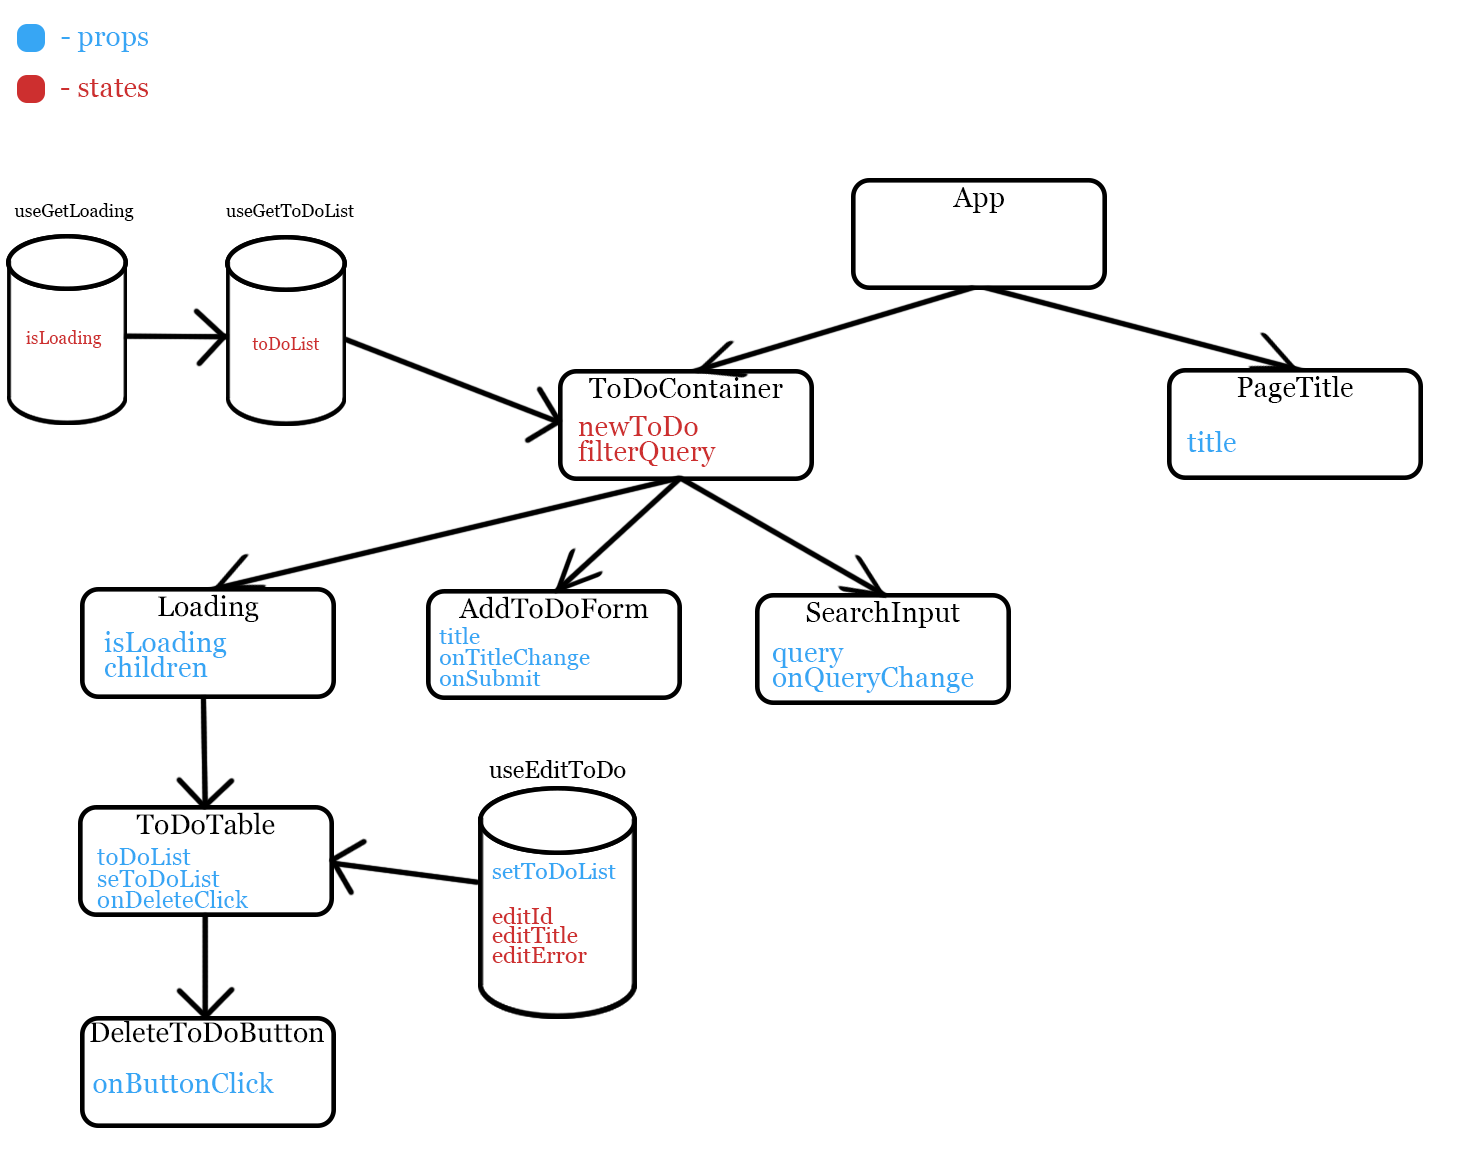 - props
- states
App
useGetLoading
useGetToDoList
isLoading
toDoList
ToDoContainer
newToDo
filterQuery
PageTitle
title
Loading
isLoading
children
AddToDoForm
title
onTitleChange
onSubmit
SearchInput
query
onQueryChange
ToDoTable
toDoList
seToDoList
onDeleteClick
useEditToDo
setToDoList
editId
editTitle
editError
DeleteToDoButton
onButtonClick